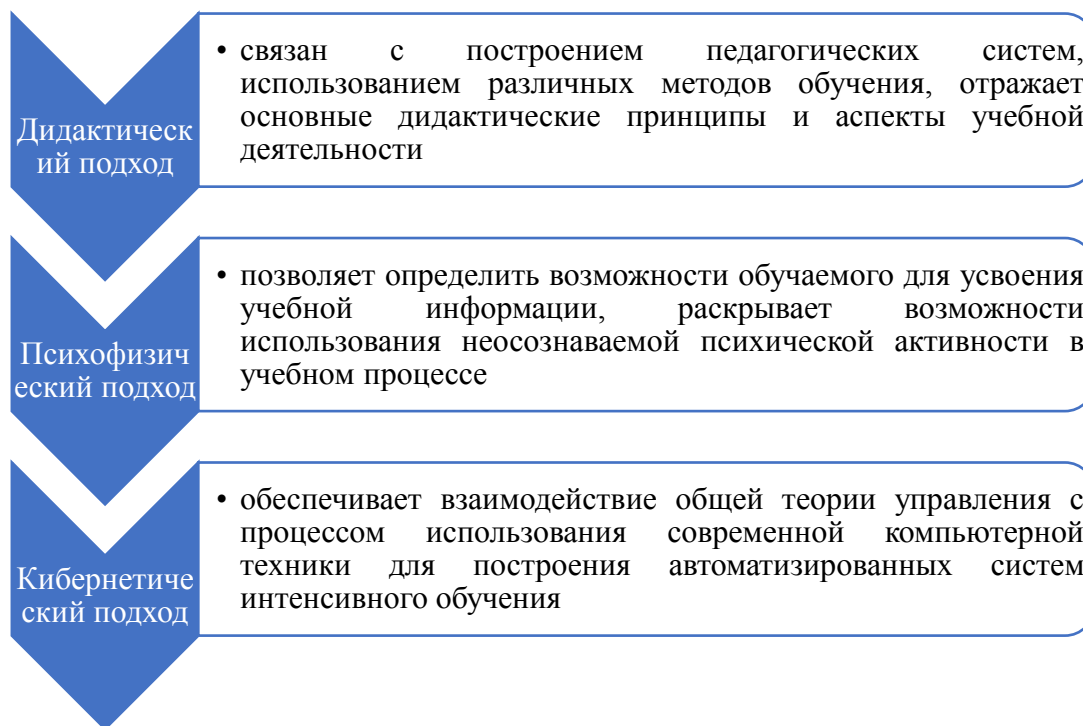 Дидактическ
ий подход
• связан с построением педагогических систем,
использованием различных методов обучения, отражает
основные дидактические принципы и аспекты учебной
деятельности
Психофизич
еский подход
• позволяет определить возможности обучаемого для усвоения
учебной информации, раскрывает возможности
использования неосознаваемой психической активности в
учебном процессе
Кибернетиче
ский подход
• обеспечивает взаимодействие общей теории управления с
процессом использования современной компьютерной
техники для построения автоматизированных систем
интенсивного обучения